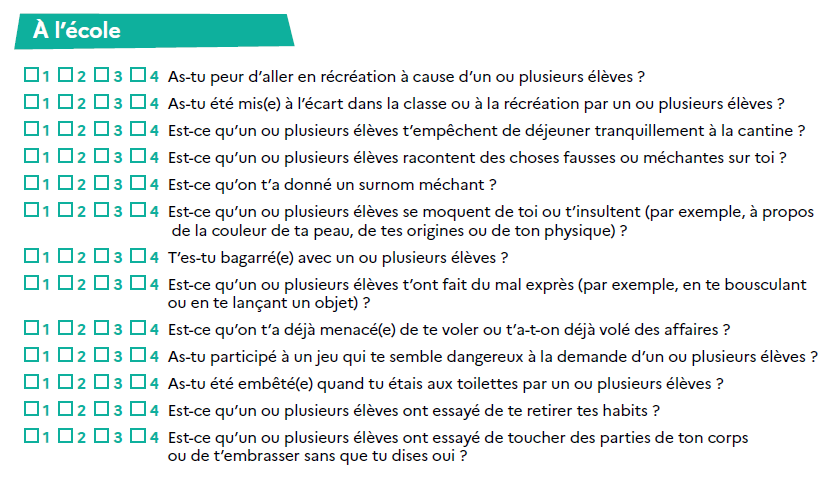 À l'école
☐ 1 ☐ 2 ☐ 3 ☐ 4 As-tu peur d'aller en récréation à cause d'un ou plusieurs élèves ?
☐ 1 ☐ 2 ☐ 3 ☐ 4 As-tu été mis(e) à l'écart dans la classe ou à la récréation par un ou plusieurs élèves ?
☐ 1 ☐ 2 ☐ 3 ☐ 4 Est-ce qu'un ou plusieurs élèves t'empêchent de déjeuner tranquillement à la cantine ?
☐ 1 ☐ 2 ☐ 3 ☐ 4 Est-ce qu'un ou plusieurs élèves racontent des choses fausses ou méchantes sur toi ?
☐ 1 ☐ 2 ☐ 3 ☐ 4 Est-ce qu'on t'a donné un surnom méchant ?
☐ 1 ☐ 2 ☐ 3 ☐ 4 Est-ce qu'un ou plusieurs élèves se moquent de toi ou t'insultent (par exemple, à propos
de la couleur de ta peau, de tes origines ou de ton physique) ?
☐ 1 ☐ 2 ☐ 3 ☐ 4 T'es-tu bagarré(e) avec un ou plusieurs élèves ?
☐ 1 ☐ 2 ☐ 3 ☐ 4 Est-ce qu'un ou plusieurs élèves t'ont fait du mal exprès (par exemple, en te bousculant
ou en te lançant un objet) ?
☐ 1 ☐ 2 ☐ 3 ☐ 4 Est-ce qu'on t'a déjà menacé(e) de te voler ou t'a-t-on déjà volé des affaires ?
☐ 1 ☐ 2 ☐ 3 ☐ 4 As-tu participé à un jeu qui te semble dangereux à la demande d'un ou plusieurs élèves ?
☐ 1 ☐ 2 ☐ 3 ☐ 4 As-tu été embêté(e) quand tu étais aux toilettes par un ou plusieurs élèves ?
☐ 1 ☐ 2 ☐ 3 ☐ 4 Est-ce qu'un ou plusieurs élèves ont essayé de te retirer tes habits ?
☐ 1 ☐ 2 ☐ 3 ☐ 4 Est-ce qu'un ou plusieurs élèves ont essayé de toucher des parties de ton corps
ou de t'embrasser sans que tu dises oui ?